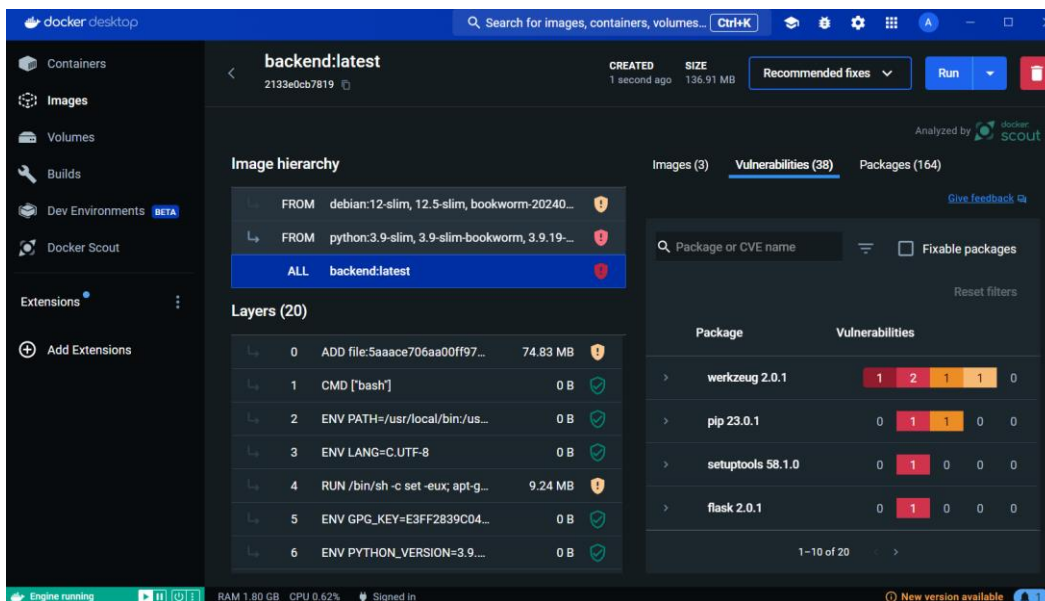 docker desktop
Search for images, containers, volumes... Ctrl+K
A
Containers
Images
Volumes
Builds
Dev Environments BETA
Docker Scout
Extensions
Add Extensions
backend:latest
2133e0cb7819
CREATED
1 second ago
SIZE
136.91 MB
Recommended fixes
Run
Analyzed by docker scout
Image hierarchy
FROM debian:12-slim, 12.5-slim, bookworm-20240...
FROM python:3.9-slim, 3.9-slim-bookworm, 3.9.19-...
ALL backend:latest
Layers (20)
0 ADD file:5aaace706aa00ff97... 74.83 MB
1 CMD ["bash"] 0 B
2 ENV PATH=/usr/local/bin:/us... 0 B
3 ENV LANG=C.UTF-8 0 B
4 RUN /bin/sh -c set -eux; apt-g... 9.24 MB
5 ENV GPG_KEY=E3FF2839C04... 0 B
6 ENV PYTHON_VERSION=3.9.... 0 B
Images (3) Vulnerabilities (38) Packages (164)
Give feedback
Package or CVE name
Fixable packages
Reset filters
Package Vulnerabilities
werkzeug 2.0.1 1 2 1 1 0
pip 23.0.1 0 1 1 0 0
setuptools 58.1.0 0 1 0 0 0
flask 2.0.1 0 1 0 0 0
1–10 of 20
Engine running
RAM 1.80 GB CPU 0.62% Signed in
New version available
1